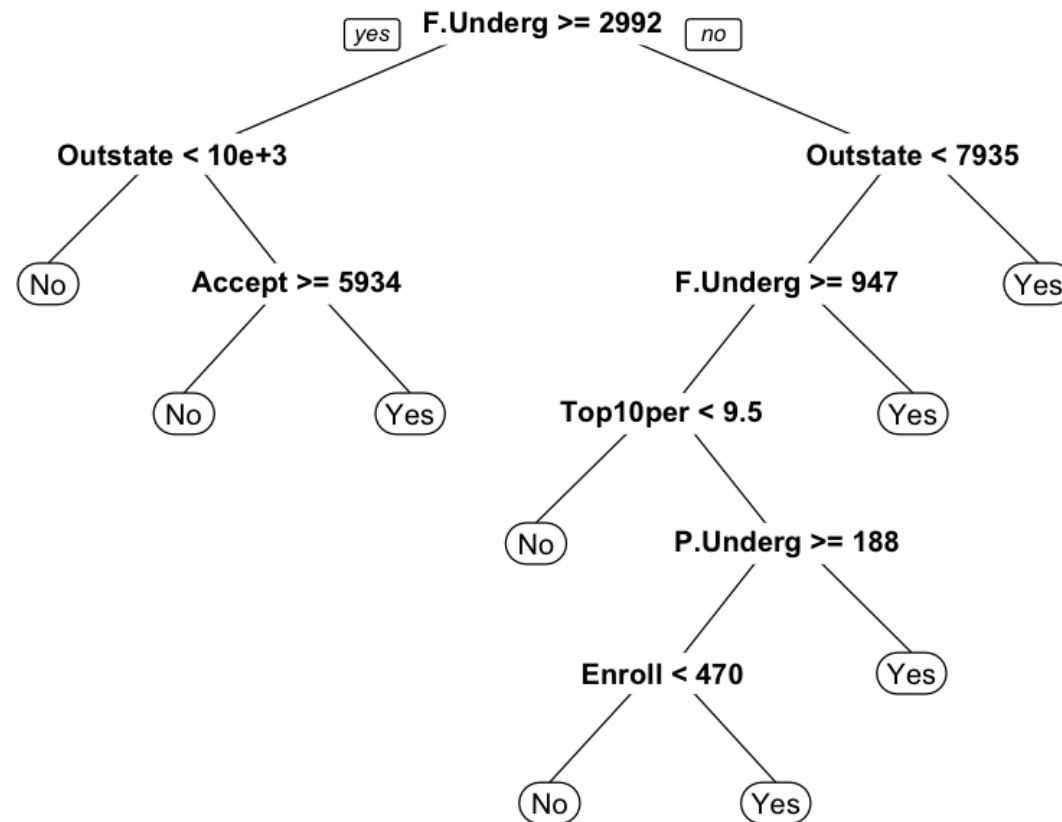 yes F.Underg >= 2992 no
Outstate < 10e+3 Outstate < 7935
No Accept >= 5934 F.Underg >= 947 Yes
No Yes Top10per < 9.5 Yes
No P.Underg >= 188
Enroll < 470 Yes
No Yes